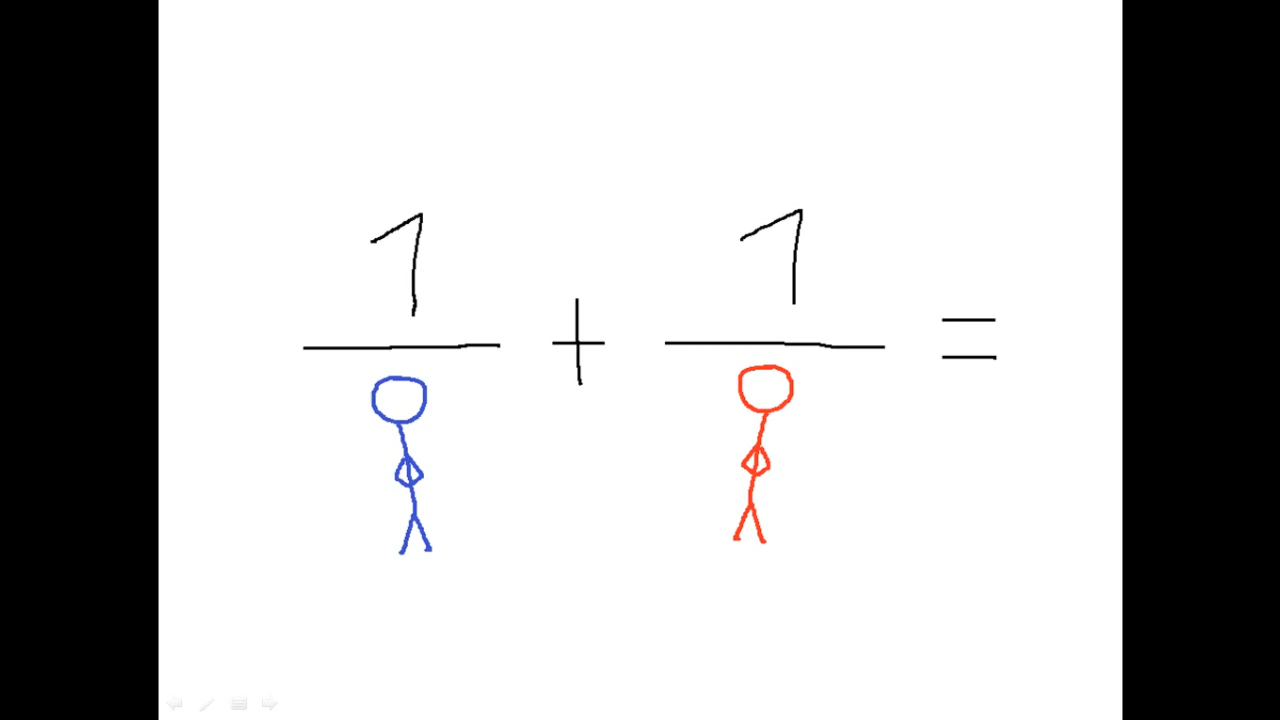 1 + 1 =